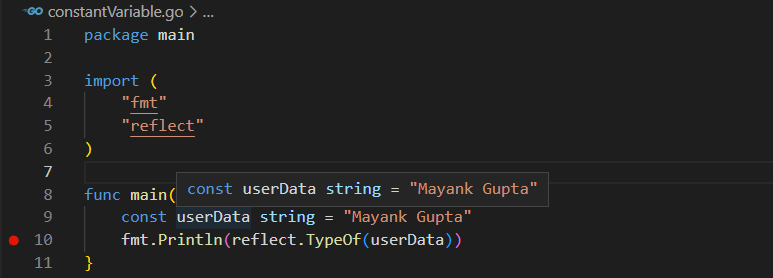 GO constantVariable.go > ...
1 package main
2
3 import (
4 "fmt"
5 "reflect"
6 )
7
const userData string = "Mayank Gupta"
8 func main(
9 const userData string = "Mayank Gupta"
10 fmt.Println(reflect.TypeOf(userData))
11 }